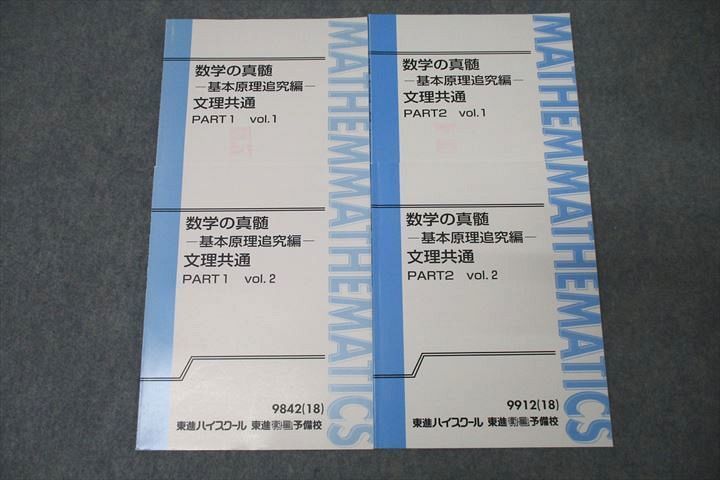 数学の真髄
―基本原理追究編―
文理共通
PART1 vol.1
MATHEM
数学の真髄
―基本原理追究編―
文理共通
PART2 vol.1
MATHEM
数学の真髄
―基本原理追究編―
文理共通
PART1 vol.2
9842(18)
東進ハイスクール 東進衛星予備校
MATHEMATICS
数学の真髄
―基本原理追究編―
文理共通
PART2 vol.2
9912(18)
東進ハイスクール 東進衛星予備校
MATHEMATICS